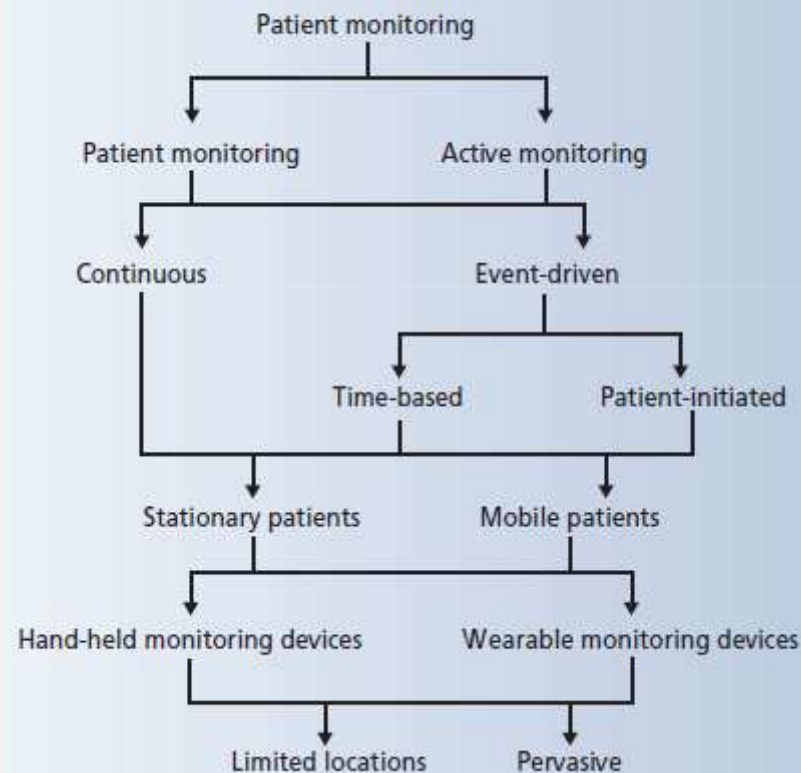 Patient monitoring
Patient monitoring
Active monitoring
Continuous
Event-driven
Time-based
Patient-initiated
Stationary patients
Mobile patients
Hand-held monitoring devices
Wearable monitoring devices
Limited locations
Pervasive